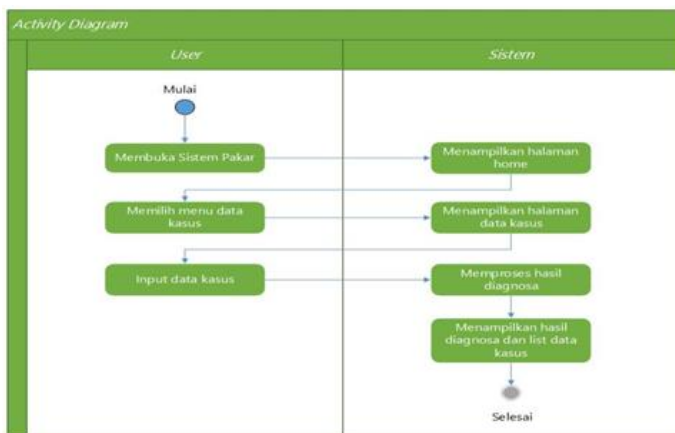 Activity Diagram
User
Sistem
Mulai
Membuka Sistem Pakar
Menampilkan halaman
home
Memilih menu data
kasus
Menampilkan halaman
data kasus
Input data kasus
Memproses hasil
diagnosa
Menampilkan hasil
diagnosa dan list data
kasus
Selesai